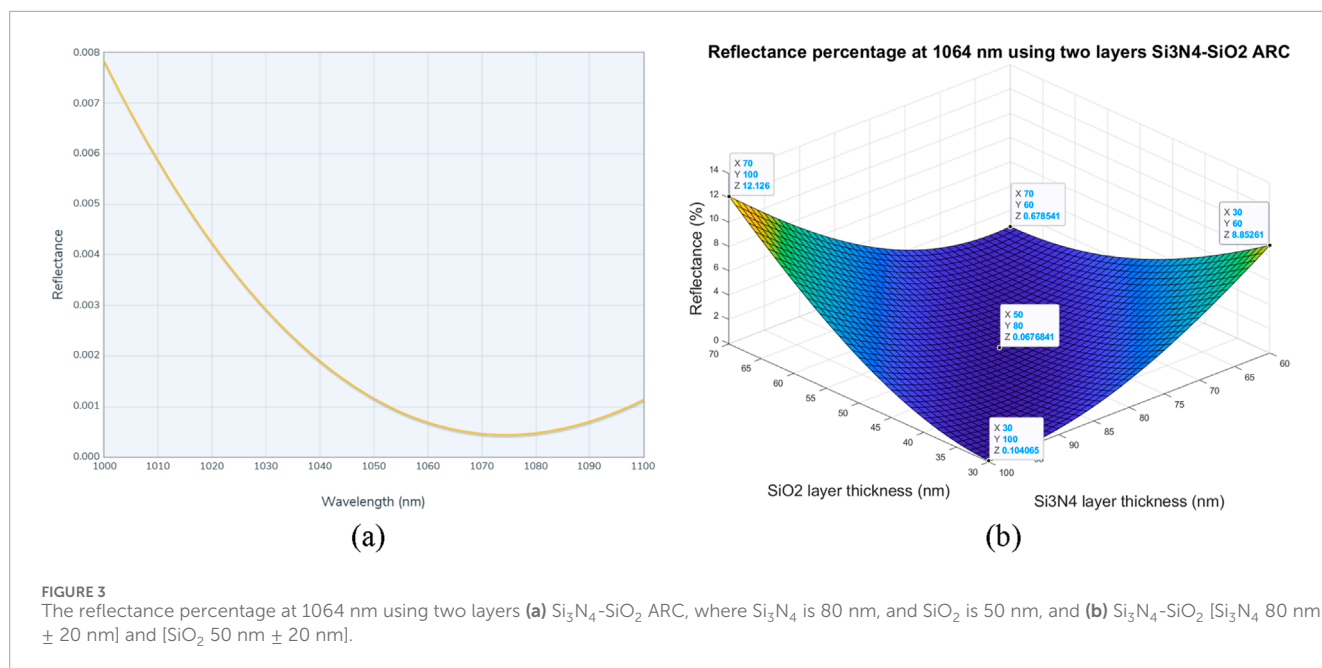 0.008
0.007
0.006
0.005
0.004
0.003
0.002
0.001
0.000
Reflectance
1000 1010 1020 1030 1040 1050 1060 1070 1080 1090 1100
Wavelength (nm)
(a)
Reflectance percentage at 1064 nm using two layers Si3N4-SiO2 ARC
X 70
Y 100
Z 12.126
X 70
Y 60
Z 0.678541
X 30
Y 60
Z 8.85261
X 50
Y 80
Z 0.0676841
X 30
Y 100
Z 0.104065
14
12
10
8
6
4
2
0
Reflectance (%)
70
65
60
55
50
45
40
35
30
SiO2 layer thickness (nm)
100
90
85
80
75
70
65
60
Si3N4 layer thickness (nm)
(b)
FIGURE 3
The reflectance percentage at 1064 nm using two layers (a) Si₃N₄-SiO₂ ARC, where Si₃N₄ is 80 nm, and SiO₂ is 50 nm, and (b) Si₃N₄-SiO₂ [Si₃N₄ 80 nm
± 20 nm] and [SiO₂ 50 nm ± 20 nm].